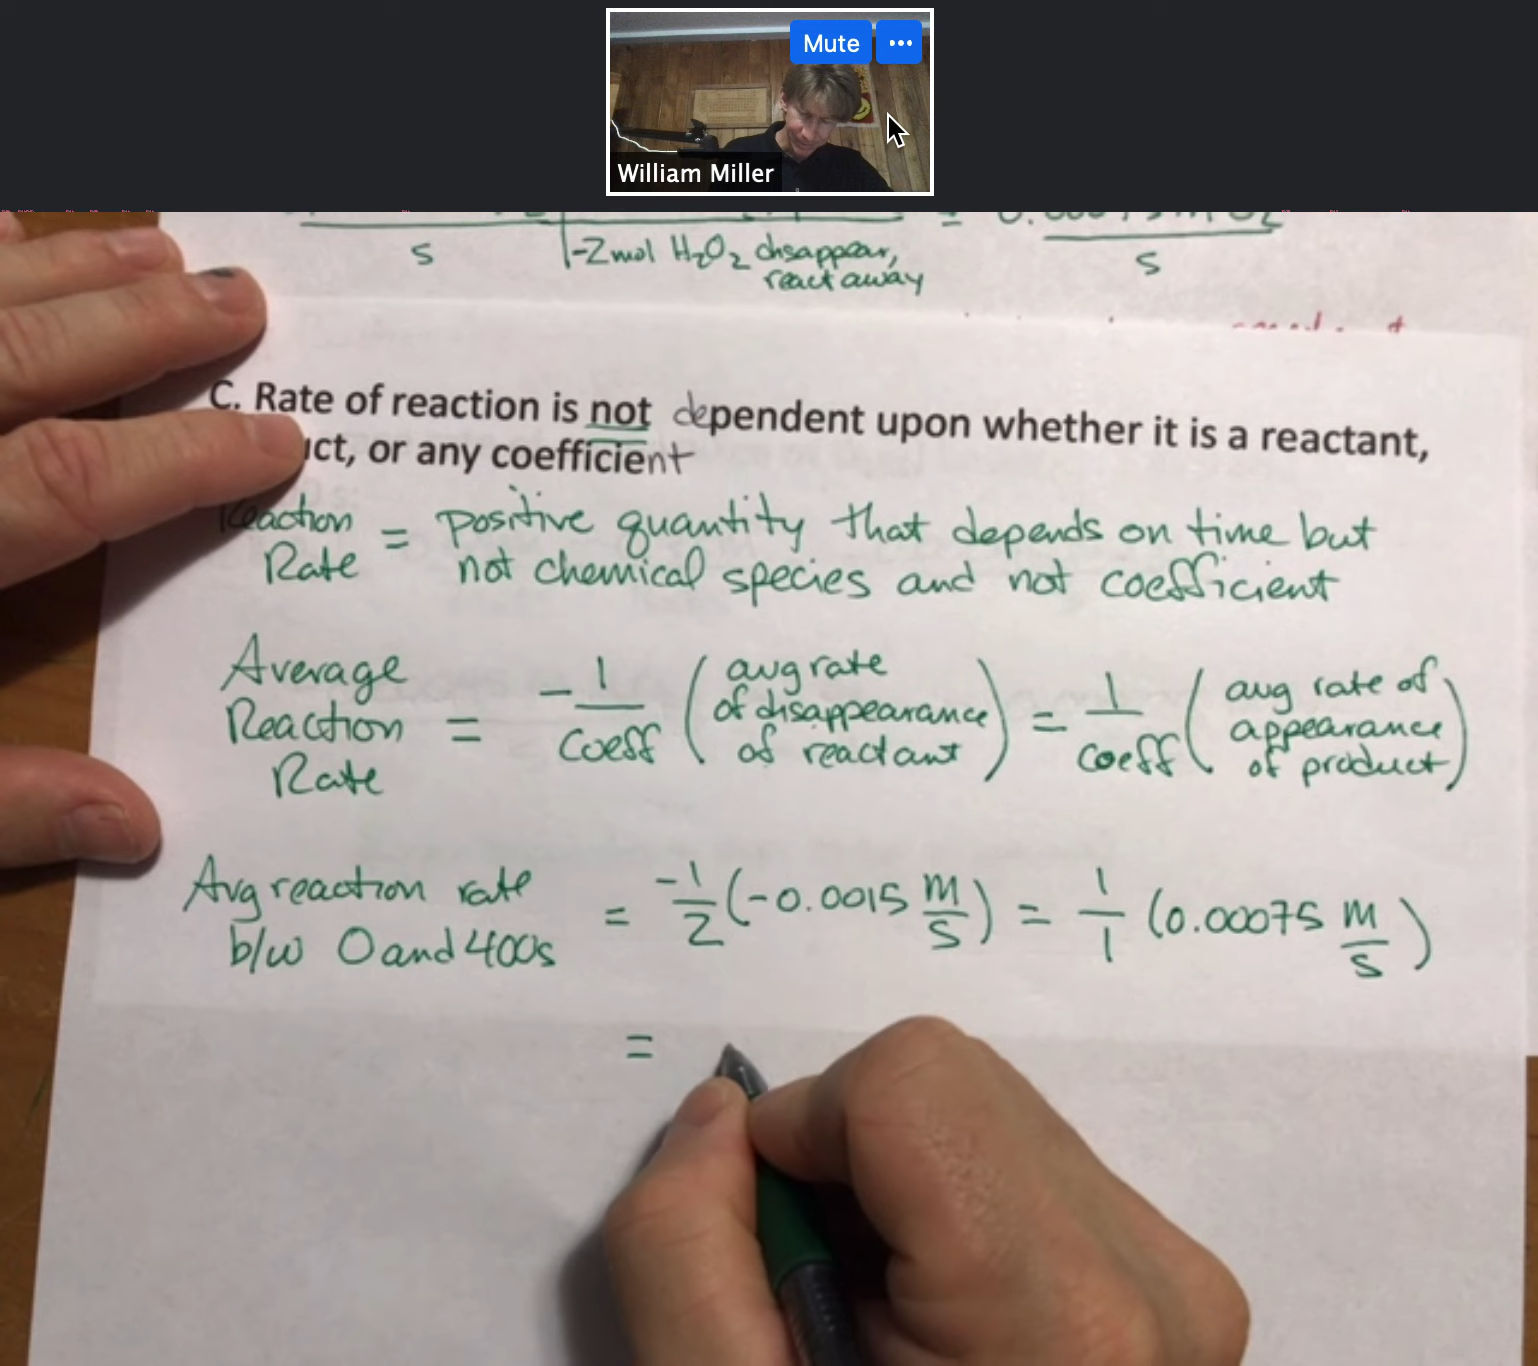 Mute
William Miller
s
-2mol H₂O₂ disappear,
react away
s
C. Rate of reaction is not dependent upon whether it is a reactant,
or any coefficient
Reaction Rate = positive quantity that depends on time but
not chemical species and not coefficient
Average Reaction Rate = -1/coeff (avg rate of disappearance of reactant) = 1/coeff (avg rate of appearance of product)
Avg reaction rate b/w 0 and 400s = -1/2 (-0.0015 M/s) = 1/1 (0.00075 M/s)
=